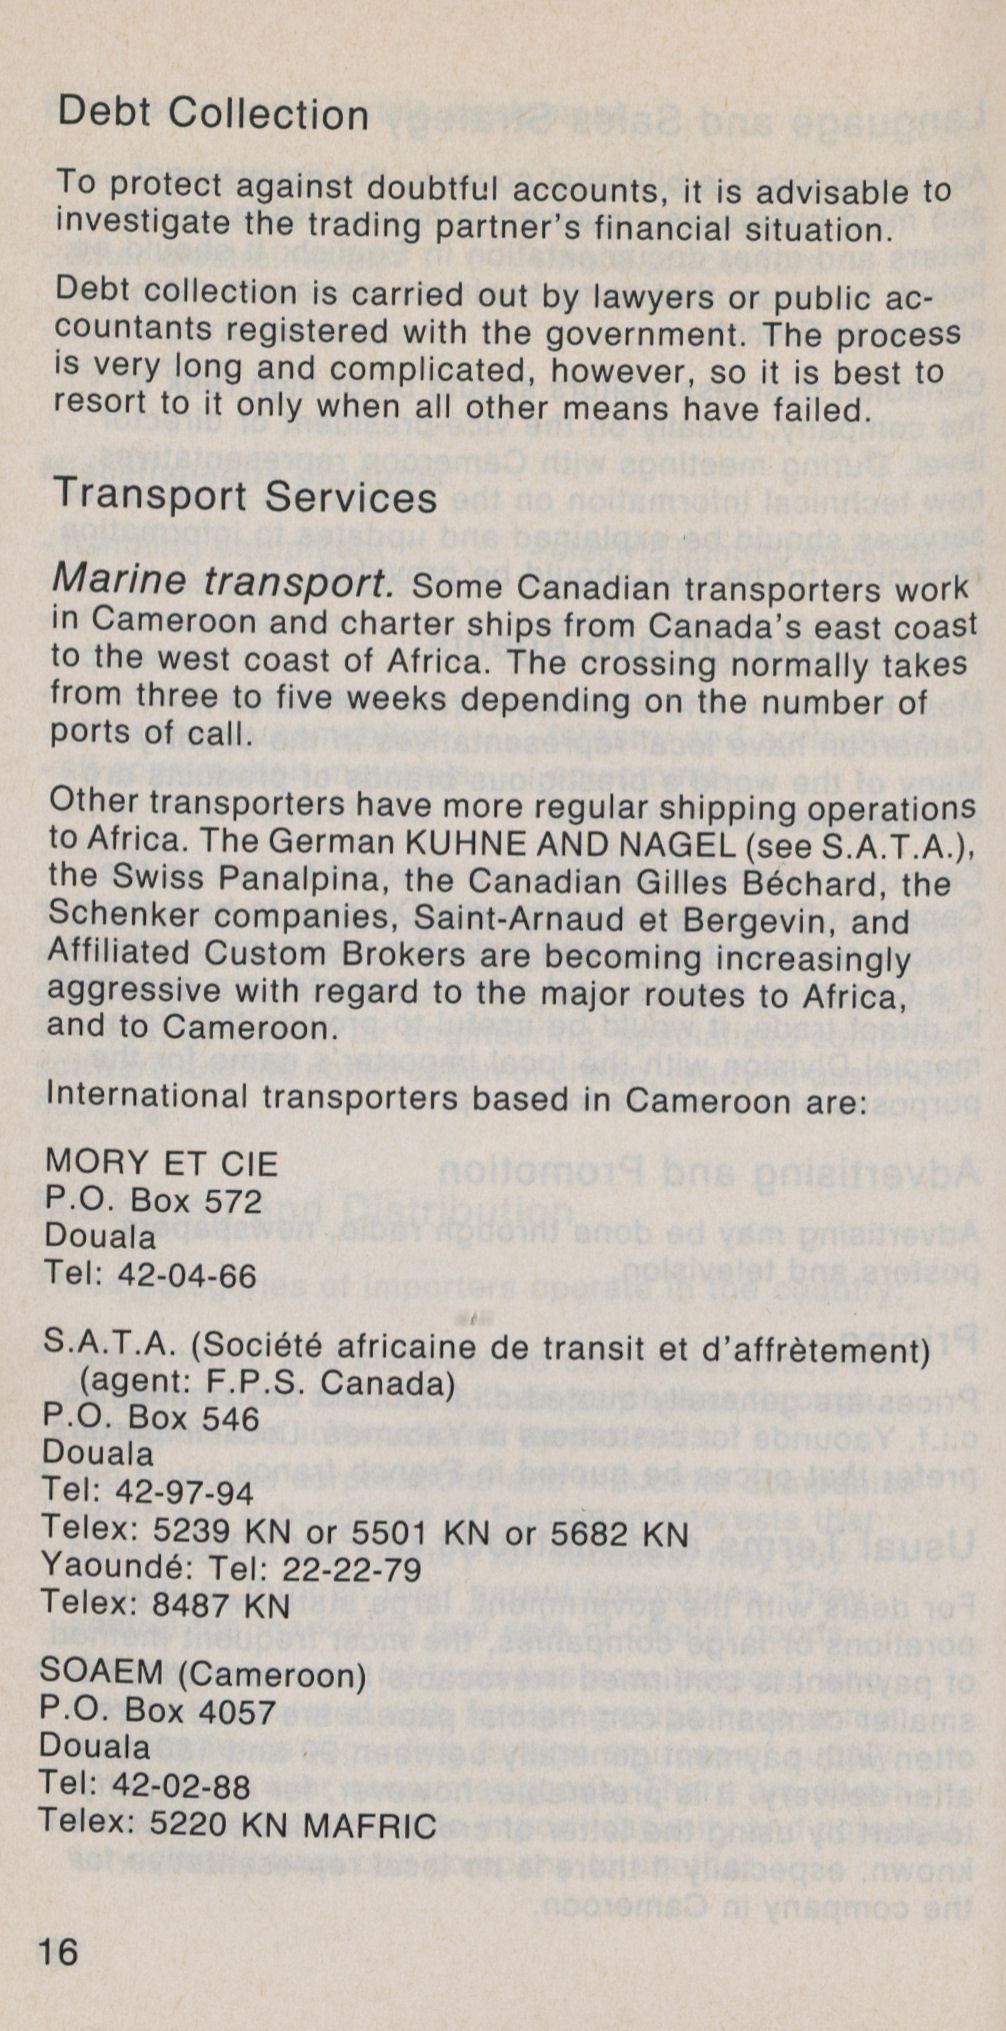 Debt Collection
To protect against doubtful accounts, it is advisable to
investigate the trading partner's financial situation.
Debt collection is carried out by lawyers or public ac-
countants registered with the government. The process
is very long and complicated, however, so it is best to
resort to it only when all other means have failed.
Transport Services
Marine transport. Some Canadian transporters work
in Cameroon and charter ships from Canada's east coast
to the west coast of Africa. The crossing normally takes
from three to five weeks depending on the number of
ports of call.
Other transporters have more regular shipping operations
to Africa. The German KUHNE AND NAGEL (see S.A.T.A.),
the Swiss Panalpina, the Canadian Gilles Béchard, the
Schenker companies, Saint-Arnaud et Bergevin, and
Affiliated Custom Brokers are becoming increasingly
aggressive with regard to the major routes to Africa,
and to Cameroon.
International transporters based in Cameroon are:
MORY ET CIE
P.O. Box 572
Douala
Tel: 42-04-66
S.A.T.A. (Société africaine de transit et d'affrètement)
(agent: F.P.S. Canada)
P.O. Box 546
Douala
Tel: 42-97-94
Telex: 5239 KN or 5501 KN or 5682 KN
Yaoundé: Tel: 22-22-79
Telex: 8487 KN
SOAEM (Cameroon)
P.O. Box 4057
Douala
Tel: 42-02-88
Telex: 5220 KN MAFRIC
16